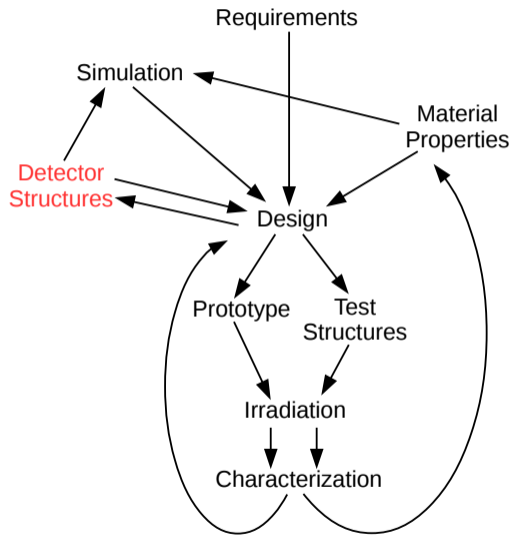 Requirements
Simulation
Material
Properties
Detector
Structures
Design
Prototype
Test
Structures
Irradiation
Characterization